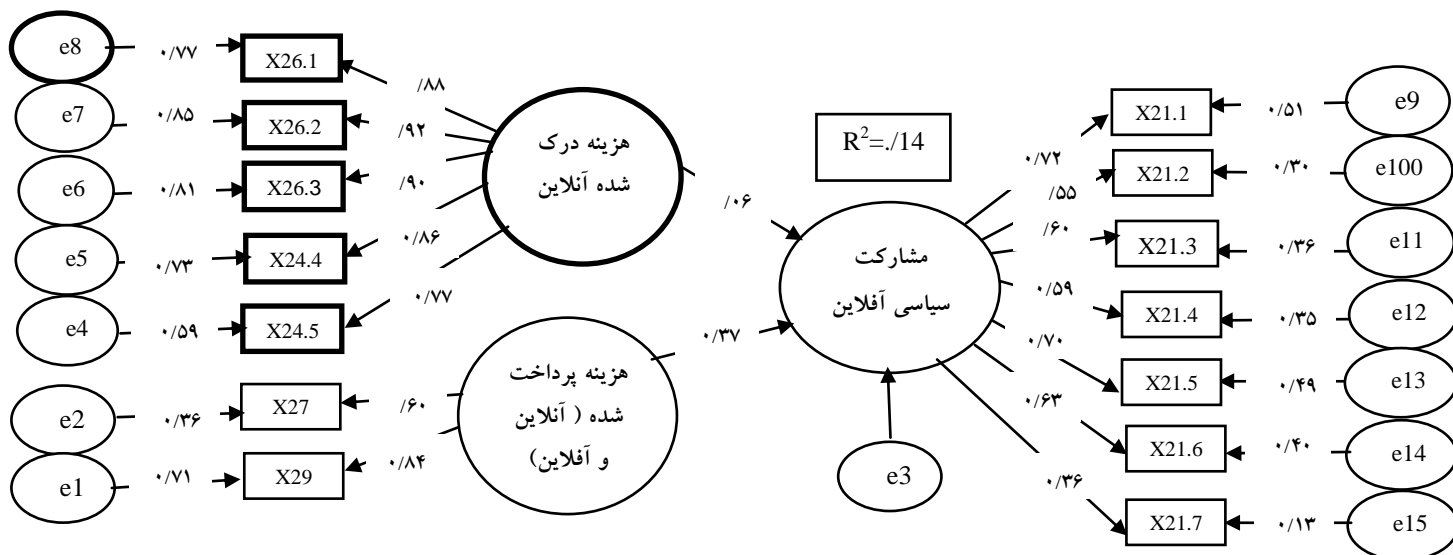 e8
۰/۷۷
X26.1
/۸۸
e7
۰/۸۵
X26.2
/۹۲
e6
۰/۸۱
X26.3
/۹۰
e5
۰/۷۳
X24.4
۰/۸۶
e4
۰/۵۹
X24.5
۰/۷۷
e2
۰/۳۶
X27
/۶۰
e1
۰/۷۱
X29
۰/۸۴
هزینه درک
شده آنلاین
هزینه پرداخت
شده ( آنلاین
و آفلاین)
/۰۶
۰/۳۷
R²=./14
مشارکت
سیاسی آفلاین
e3
۰/۷۲
X21.1
۰/۵۱
e9
/۵۵
X21.2
۰/۳۰
e100
/۶۰
X21.3
۰/۳۶
e11
۰/۵۹
X21.4
۰/۳۵
e12
۰/۷۰
X21.5
۰/۴۹
e13
۰/۶۳
X21.6
۰/۴۰
e14
۰/۳۶
X21.7
۰/۱۳
e15